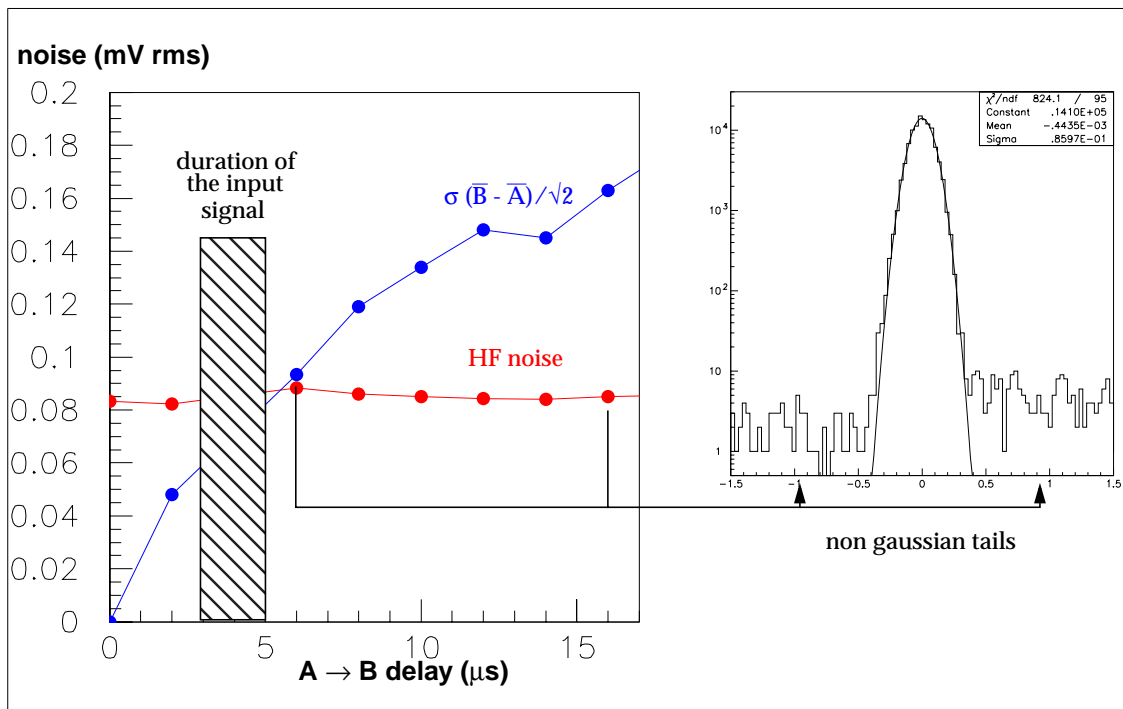 noise (mV rms)
0.2
0.18
0.16
0.14
0.12
0.1
0.08
0.06
0.04
0.02
0
duration of
the input
signal
σ (B̅ - A̅)/√2
HF noise
0
5
10
15
A → B delay (μs)
χ²/ndf 824.1 / 95
Constant .1410E+05
Mean -.4435E-03
Sigma .8597E-01
10⁴
10³
10²
10
1
-1.5
-1
-0.5
0
0.5
1
1.5
non gaussian tails